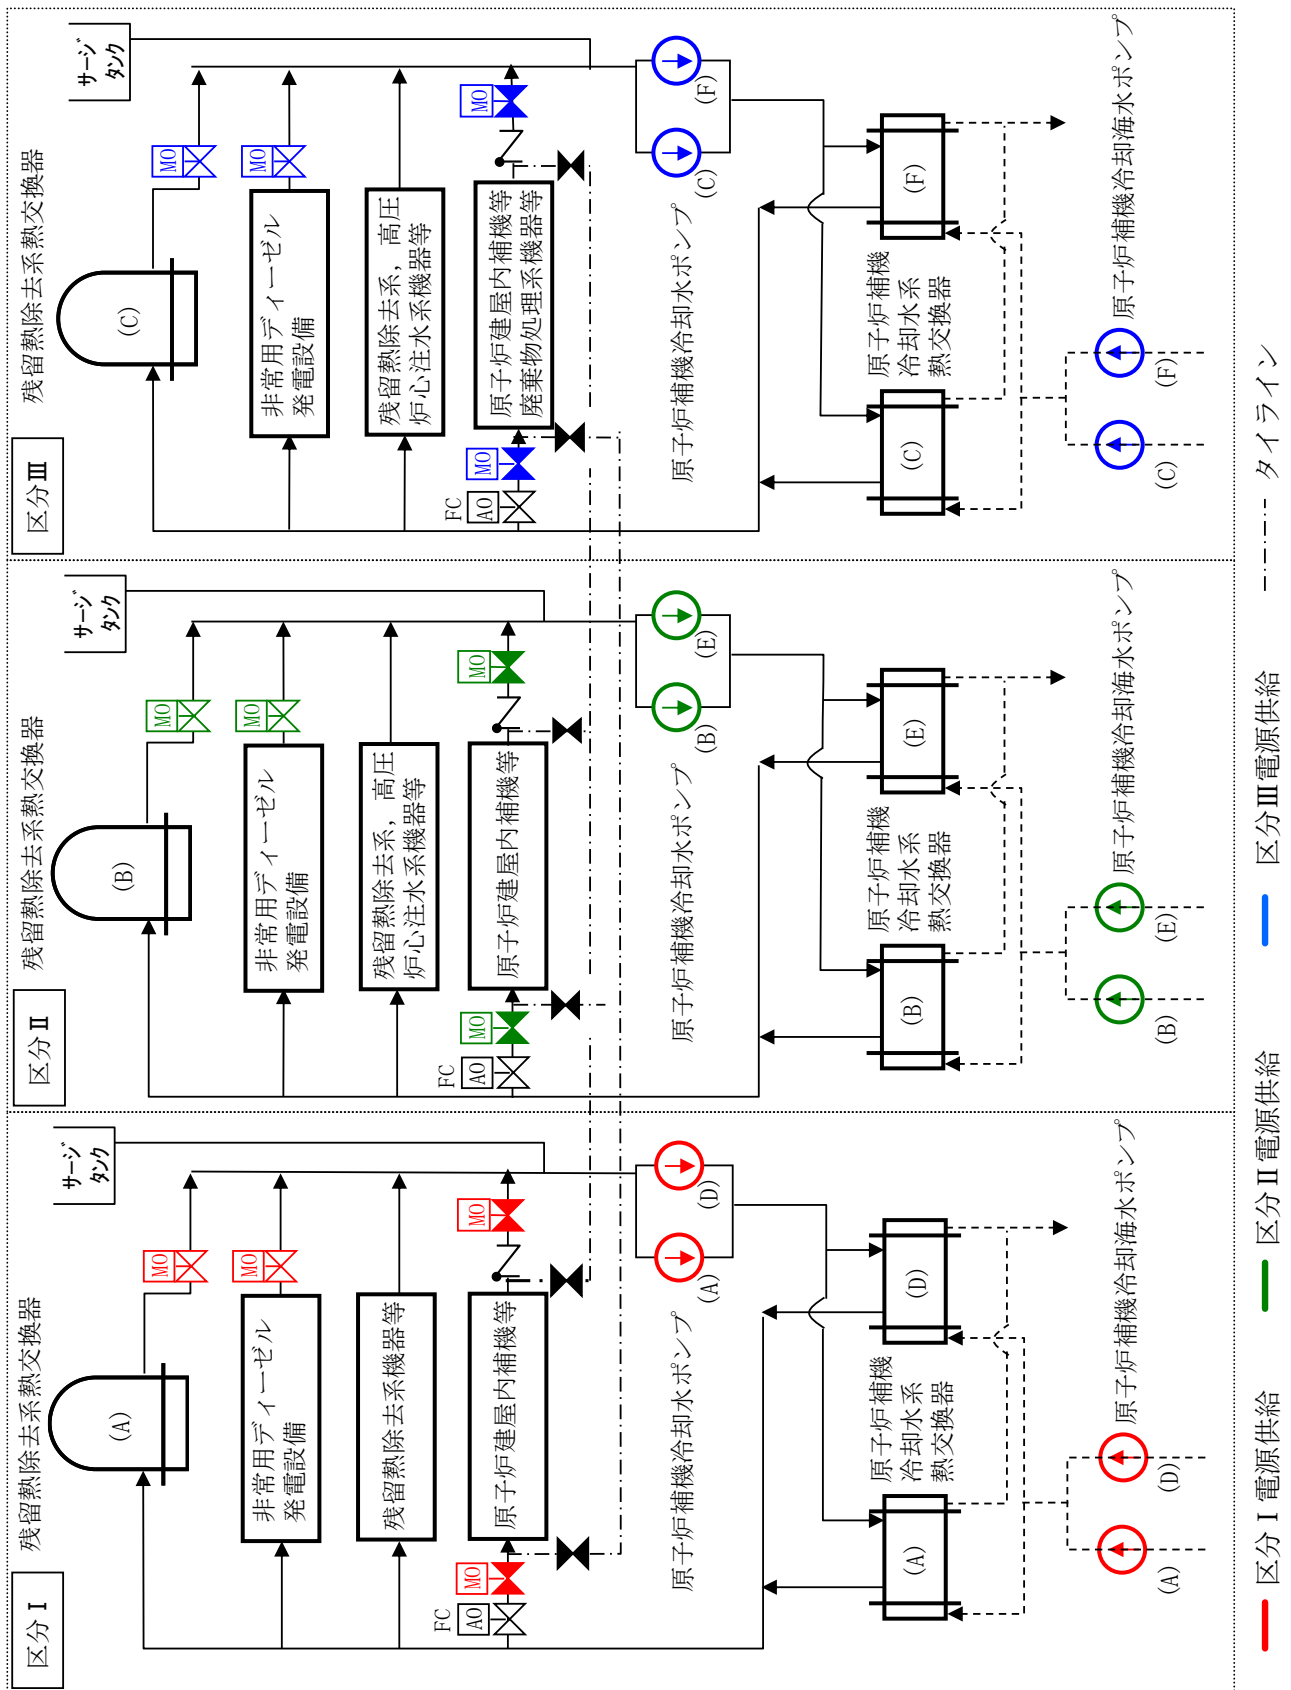 区分Ⅰ
残留熱除去系熱交換器
(A)
サージ
タンク
MO
MO
非常用ディーゼル
発電設備
残留熱除去系機器等
原子炉建屋内補機等
FC
AO
MO
MO
原子炉補機冷却水ポンプ
(A)
(D)
原子炉補機
冷却水系
熱交換器
(A)
(D)
原子炉補機冷却海水ポンプ
(A)
(D)
区分Ⅱ
残留熱除去系熱交換器
(B)
サージ
タンク
MO
MO
非常用ディーゼル
発電設備
残留熱除去系，高圧
炉心注水系機器等
原子炉建屋内補機等
FC
AO
MO
MO
原子炉補機冷却水ポンプ
(B)
(E)
原子炉補機
冷却水系
熱交換器
(B)
(E)
原子炉補機冷却海水ポンプ
(B)
(E)
区分Ⅲ
残留熱除去系熱交換器
(C)
サージ
タンク
MO
MO
非常用ディーゼル
発電設備
残留熱除去系，高圧
炉心注水系機器等
原子炉建屋内補機等
廃棄物処理系機器等
FC
AO
MO
MO
原子炉補機冷却水ポンプ
(C)
(F)
原子炉補機
冷却水系
熱交換器
(C)
(F)
原子炉補機冷却海水ポンプ
(C)
(F)
区分Ⅰ電源供給
区分Ⅱ電源供給
区分Ⅲ電源供給
タイライン